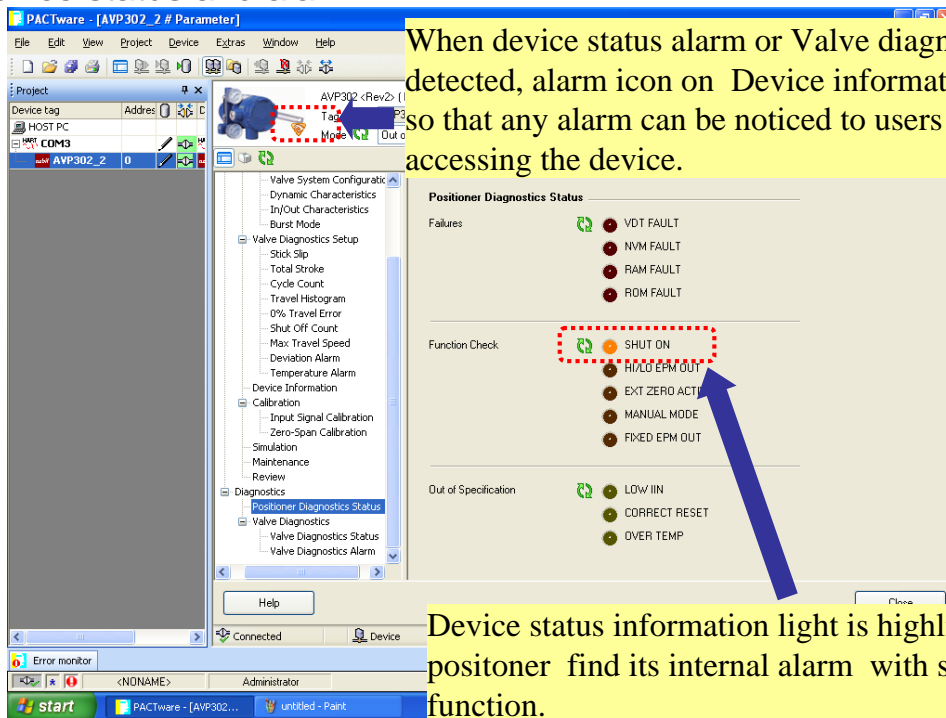 PACTware - [AVP302_2 # Parameter]
File Edit View Project Device Extras Window Help
When device status alarm or Valve diagn
detected, alarm icon on Device informat
so that any alarm can be noticed to users
accessing the device.
Project
Device tag Addres
HOST PC
COM3
AVP302_2 0
AVP302 <Rev2>
Mode Out o
Valve System Configuratic
Dynamic Characteristics
In/Out Characteristics
Burst Mode
Valve Diagnostics Setup
Stick Slip
Total Stroke
Cycle Count
Travel Histogram
0% Travel Error
Shut Off Count
Max Travel Speed
Deviation Alarm
Temperature Alarm
Device Information
Calibration
Input Signal Calibration
Zero-Span Calibration
Simulation
Maintenance
Review
Diagnostics
Positioner Diagnostics Status
Valve Diagnostics
Valve Diagnostics Status
Valve Diagnostics Alarm
Positioner Diagnostics Status
Failures
VDT FAULT
NVM FAULT
RAM FAULT
ROM FAULT
Function Check
SHUT ON
HI/LO EPM OUT
EXT ZERO ACTI
MANUAL MODE
FIXED EPM OUT
Out of Specification
LOW IIN
CORRECT RESET
OVER TEMP
Help
Close
Connected Device
Device status information light is highl
positoner find its internal alarm with s
function.
Error monitor
<NONAME> Administrator
start PACTware - [AVP302... untitled - Paint